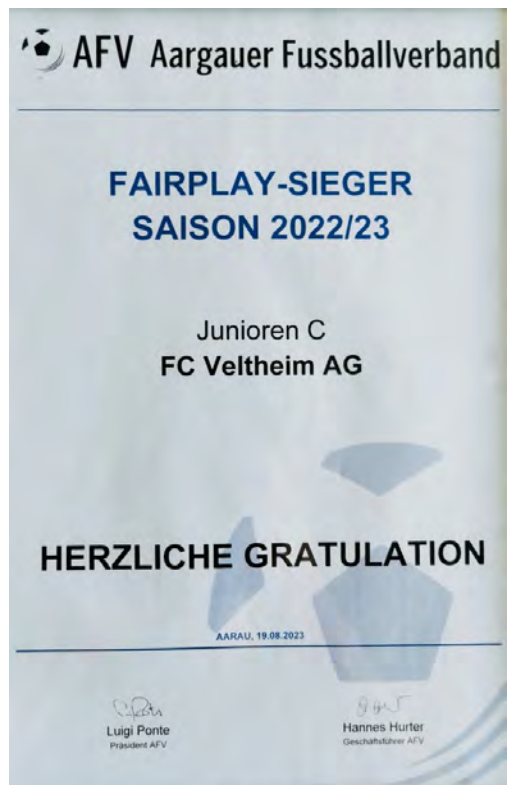 AFV Aargauer Fussballverband
FAIRPLAY-SIEGER
SAISON 2022/23
Junioren C
FC Veltheim AG
HERZLICHE GRATULATION
AARAU, 19.08.2023
Luigi Ponte
Präsident AFV
Hannes Hurter
Geschäftsführer AFV